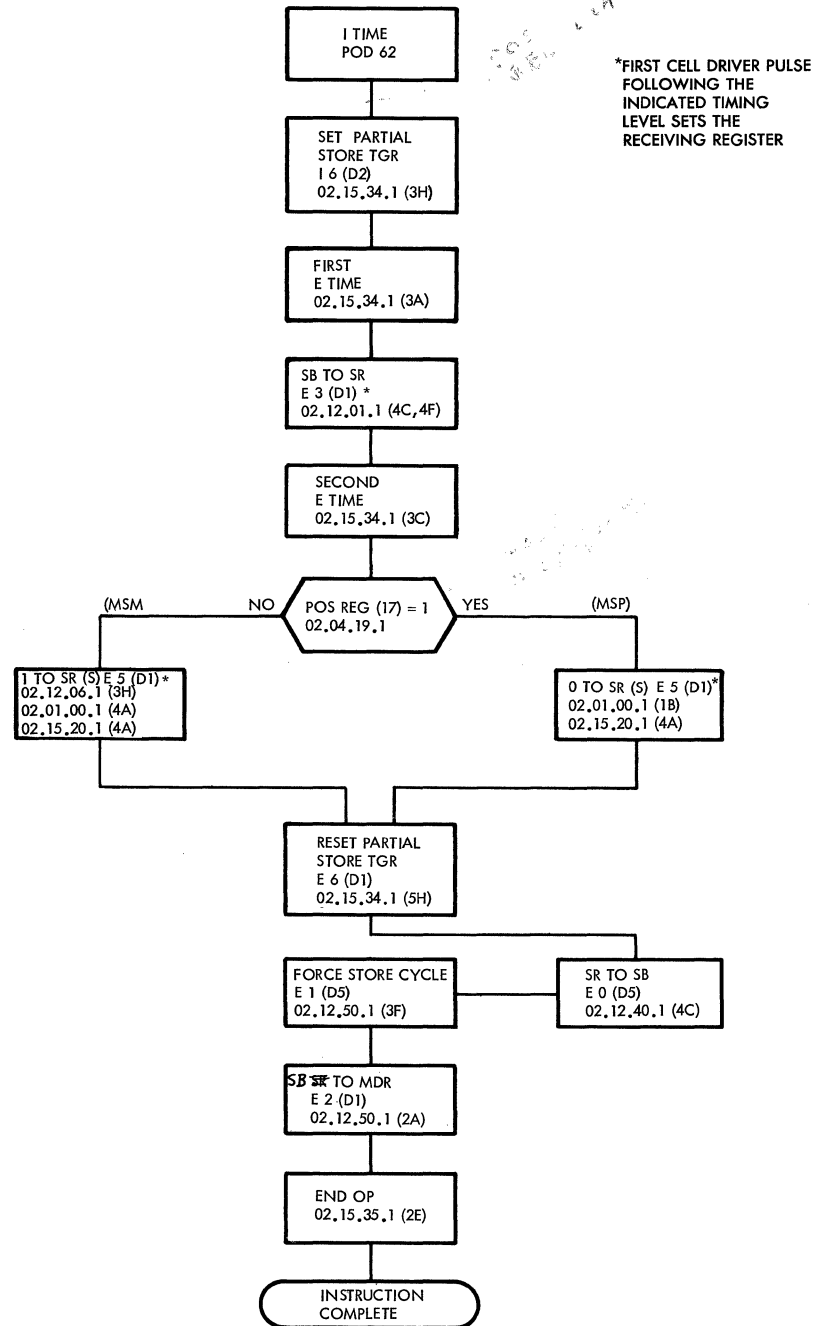 I TIME
POD 62
*FIRST CELL DRIVER PULSE
FOLLOWING THE
INDICATED TIMING
LEVEL SETS THE
RECEIVING REGISTER
SET PARTIAL
STORE TGR
I 6 (D2)
02.15.34.1 (3H)
FIRST
E TIME
02.15.34.1 (3A)
SB TO SR
E 3 (D1) *
02.12.01.1 (4C,4F)
SECOND
E TIME
02.15.34.1 (3C)
(MSM NO
POS REG (17) = 1
02.04.19.1
YES (MSP)
1 TO SR (S) E 5 (D1) *
02.12.06.1 (3H)
02.01.00.1 (4A)
02.15.20.1 (4A)
0 TO SR (S) E 5 (D1)*
02.01.00.1 (1B)
02.15.20.1 (4A)
RESET PARTIAL
STORE TGR
E 6 (D1)
02.15.34.1 (5H)
FORCE STORE CYCLE
E 1 (D5)
02.12.50.1 (3F)
SR TO SB
E 0 (D5)
02.12.40.1 (4C)
SB SR TO MDR
E 2 (D1)
02.12.50.1 (2A)
END OP
02.15.35.1 (2E)
INSTRUCTION
COMPLETE